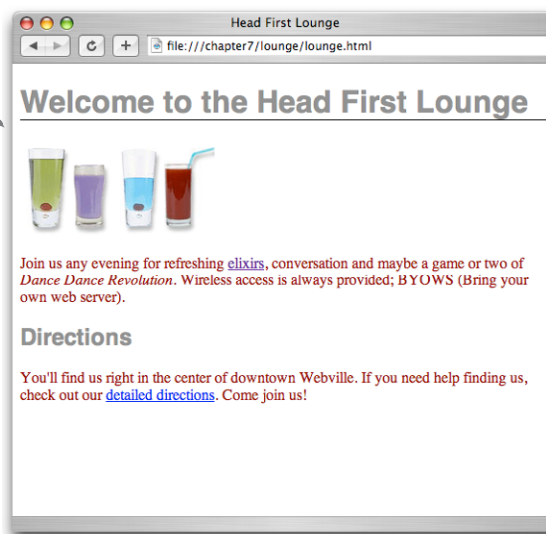 Head First Lounge
file:///chapter7/lounge/lounge.html
Welcome to the Head First Lounge
Join us any evening for refreshing elixirs, conversation and maybe a game or two of
Dance Dance Revolution. Wireless access is always provided; BYOWS (Bring your
own web server).
Directions
You'll find us right in the center of downtown Webville. If you need help finding us,
check out our detailed directions. Come join us!